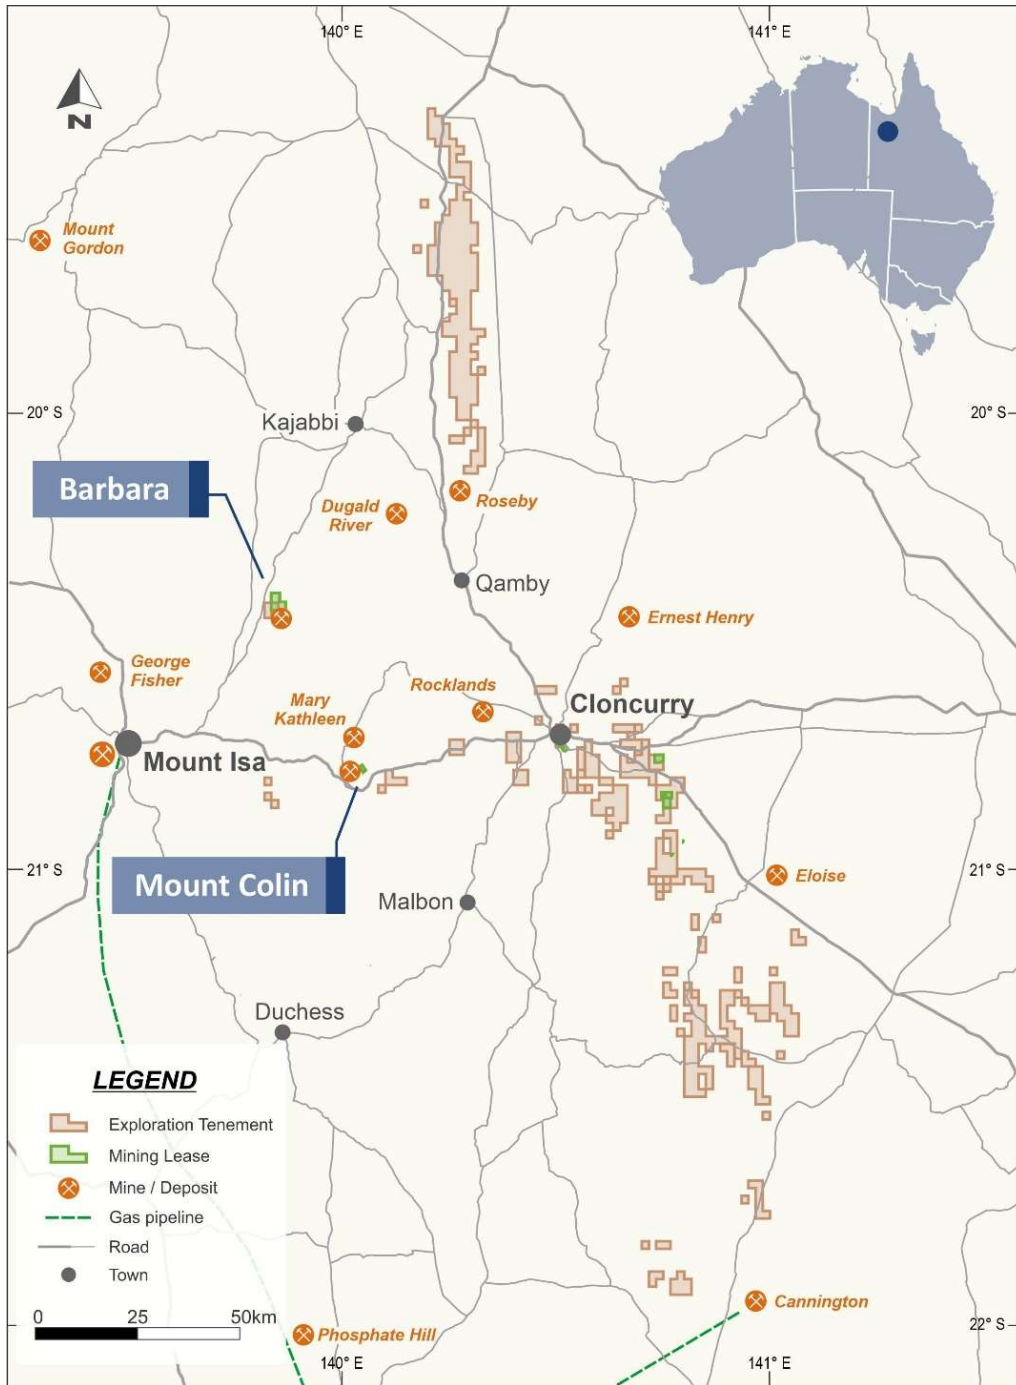 140° E
141° E
N
Mount
Gordon
20° S
20° S
Kajabbi
Barbara
Dugald
River
Roseby
Qamby
Ernest Henry
George
Fisher
Mary
Kathleen
Rocklands
Cloncurry
Mount Isa
21° S
21° S
Mount Colin
Malbon
Eloise
Duchess
LEGEND
Exploration Tenement
Mining Lease
Mine / Deposit
Gas pipeline
Road
Town
0 25 50km
Cannington
22° S
Phosphate Hill
140° E
141° E